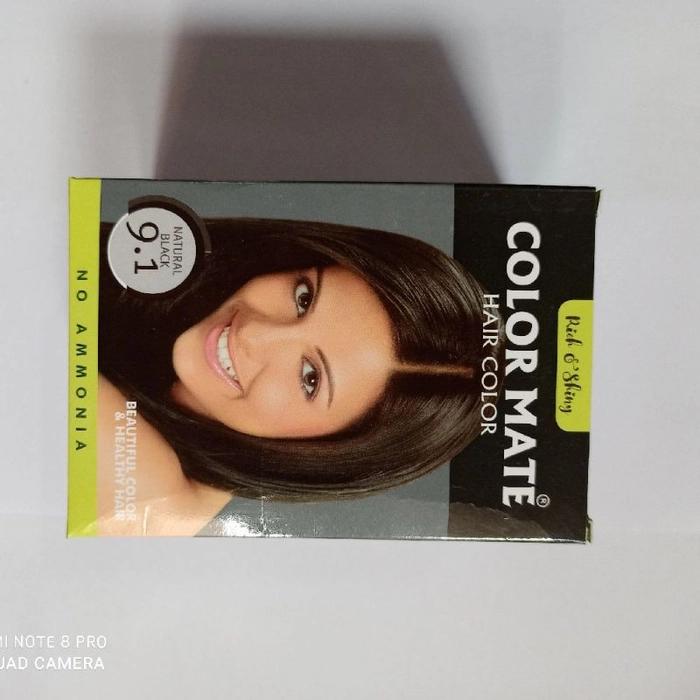 Rich & Shiny
COLOR MATE®
HAIR COLOR
NATURAL
BLACK
9.1
BEAUTIFUL COLOR
& HEALTHY HAIR
NO AMMONIA
MI NOTE 8 PRO
QUAD CAMERA